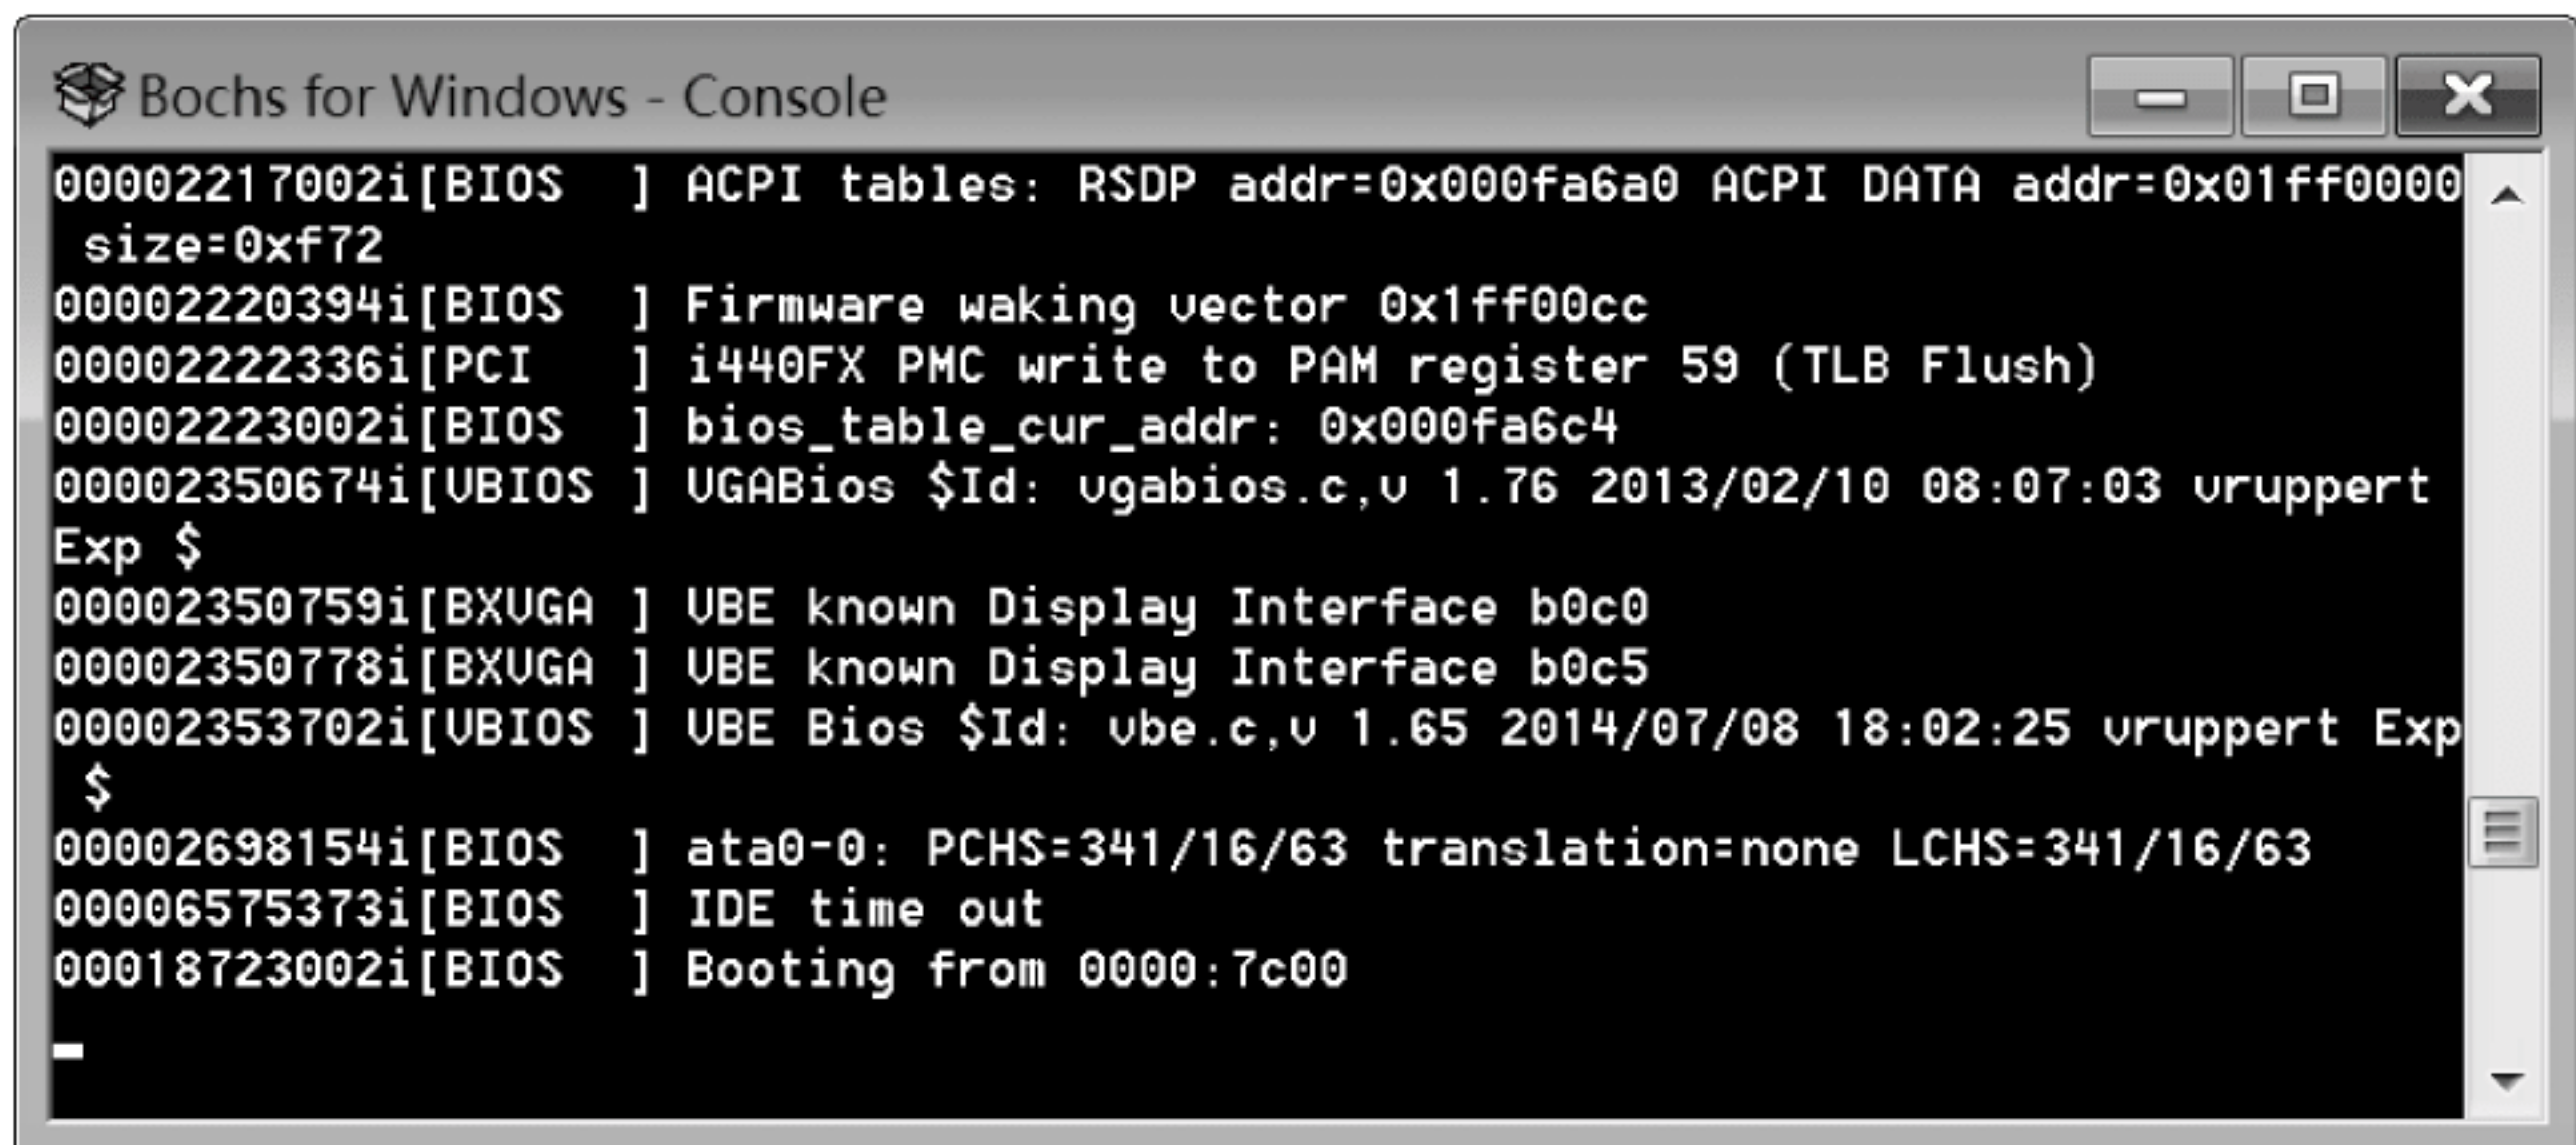 Bochs for Windows - Console
00002217002i[BIOS  ] ACPI tables: RSDP addr=0x000fa6a0 ACPI DATA addr=0x01ff0000
 size=0xf72
00002220394i[BIOS  ] Firmware waking vector 0x1ff00cc
00002222336i[PCI   ] i440FX PMC write to PAM register 59 (TLB Flush)
00002223002i[BIOS  ] bios_table_cur_addr: 0x000fa6c4
00002350674i[VBIOS ] VGABios $Id: vgabios.c,v 1.76 2013/02/10 08:07:03 vruppert
Exp $
00002350759i[BXVGA ] VBE known Display Interface b0c0
00002350778i[BXVGA ] VBE known Display Interface b0c5
00002353702i[VBIOS ] VBE Bios $Id: vbe.c,v 1.65 2014/07/08 18:02:25 vruppert Exp
 $
00002698154i[BIOS  ] ata0-0: PCHS=341/16/63 translation=none LCHS=341/16/63
00006575373i[BIOS  ] IDE time out
00018723002i[BIOS  ] Booting from 0000:7c00